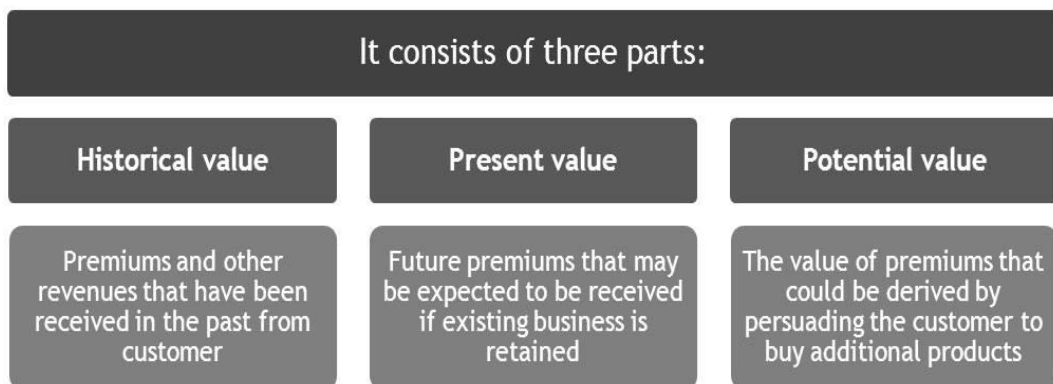 It consists of three parts:
Historical value
Present value
Potential value
Premiums and other
revenues that have been
received in the past from
customer
Future premiums that may
be expected to be received
if existing business is
retained
The value of premiums that
could be derived by
persuading the customer to
buy additional products